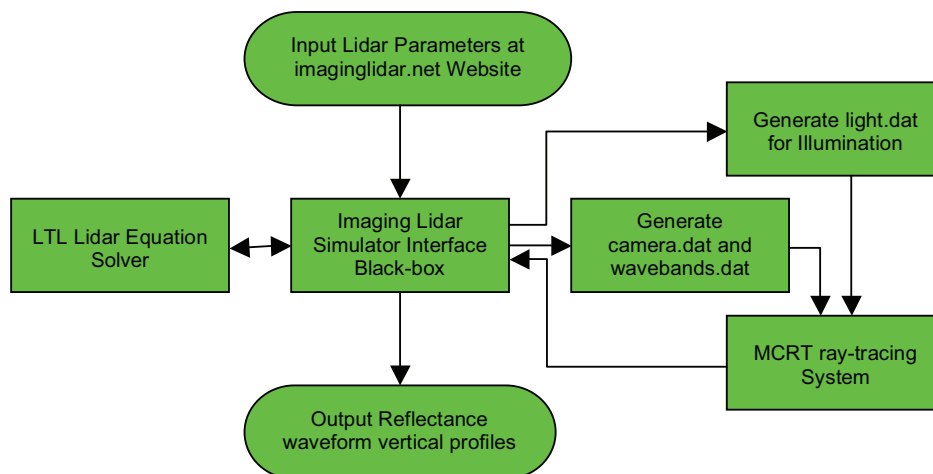 Input Lidar Parameters at
imaginglidar.net Website
Generate light.dat
for Illumination
LTL Lidar Equation
Solver
Imaging Lidar
Simulator Interface
Black-box
Generate
camera.dat and
wavebands.dat
MCRT ray-tracing
System
Output Reflectance
waveform vertical profiles